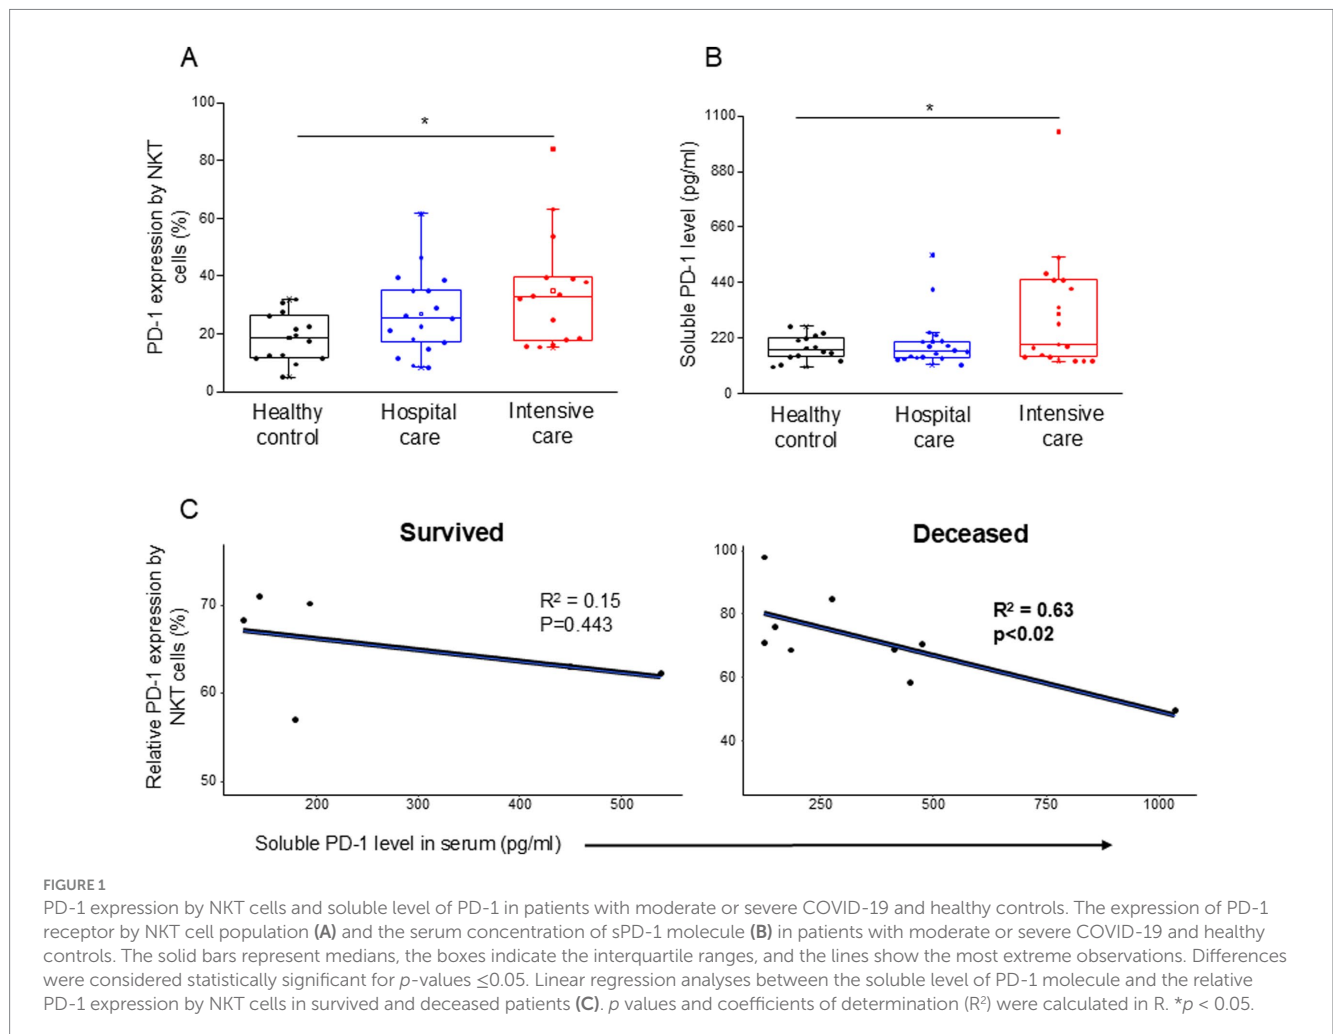 A
B
100
80
60
40
20
0
PD-1 expression by NKT
cells (%)
*
Healthy
control
Hospital
care
Intensive
care
1100
880
660
440
220
0
Soluble PD-1 level (pg/ml)
*
Healthy
control
Hospital
care
Intensive
care
C
Survived
Relative PD-1 expression by
NKT cells (%)
70
60
50
R² = 0.15
P=0.443
200
300
400
500
Deceased
100
80
60
40
R² = 0.63
p<0.02
250
500
750
1000
Soluble PD-1 level in serum (pg/ml)
FIGURE 1
PD-1 expression by NKT cells and soluble level of PD-1 in patients with moderate or severe COVID-19 and healthy controls. The expression of PD-1
receptor by NKT cell population (A) and the serum concentration of sPD-1 molecule (B) in patients with moderate or severe COVID-19 and healthy
controls. The solid bars represent medians, the boxes indicate the interquartile ranges, and the lines show the most extreme observations. Differences
were considered statistically significant for p-values ≤0.05. Linear regression analyses between the soluble level of PD-1 molecule and the relative
PD-1 expression by NKT cells in survived and deceased patients (C). p values and coefficients of determination (R²) were calculated in R. *p < 0.05.